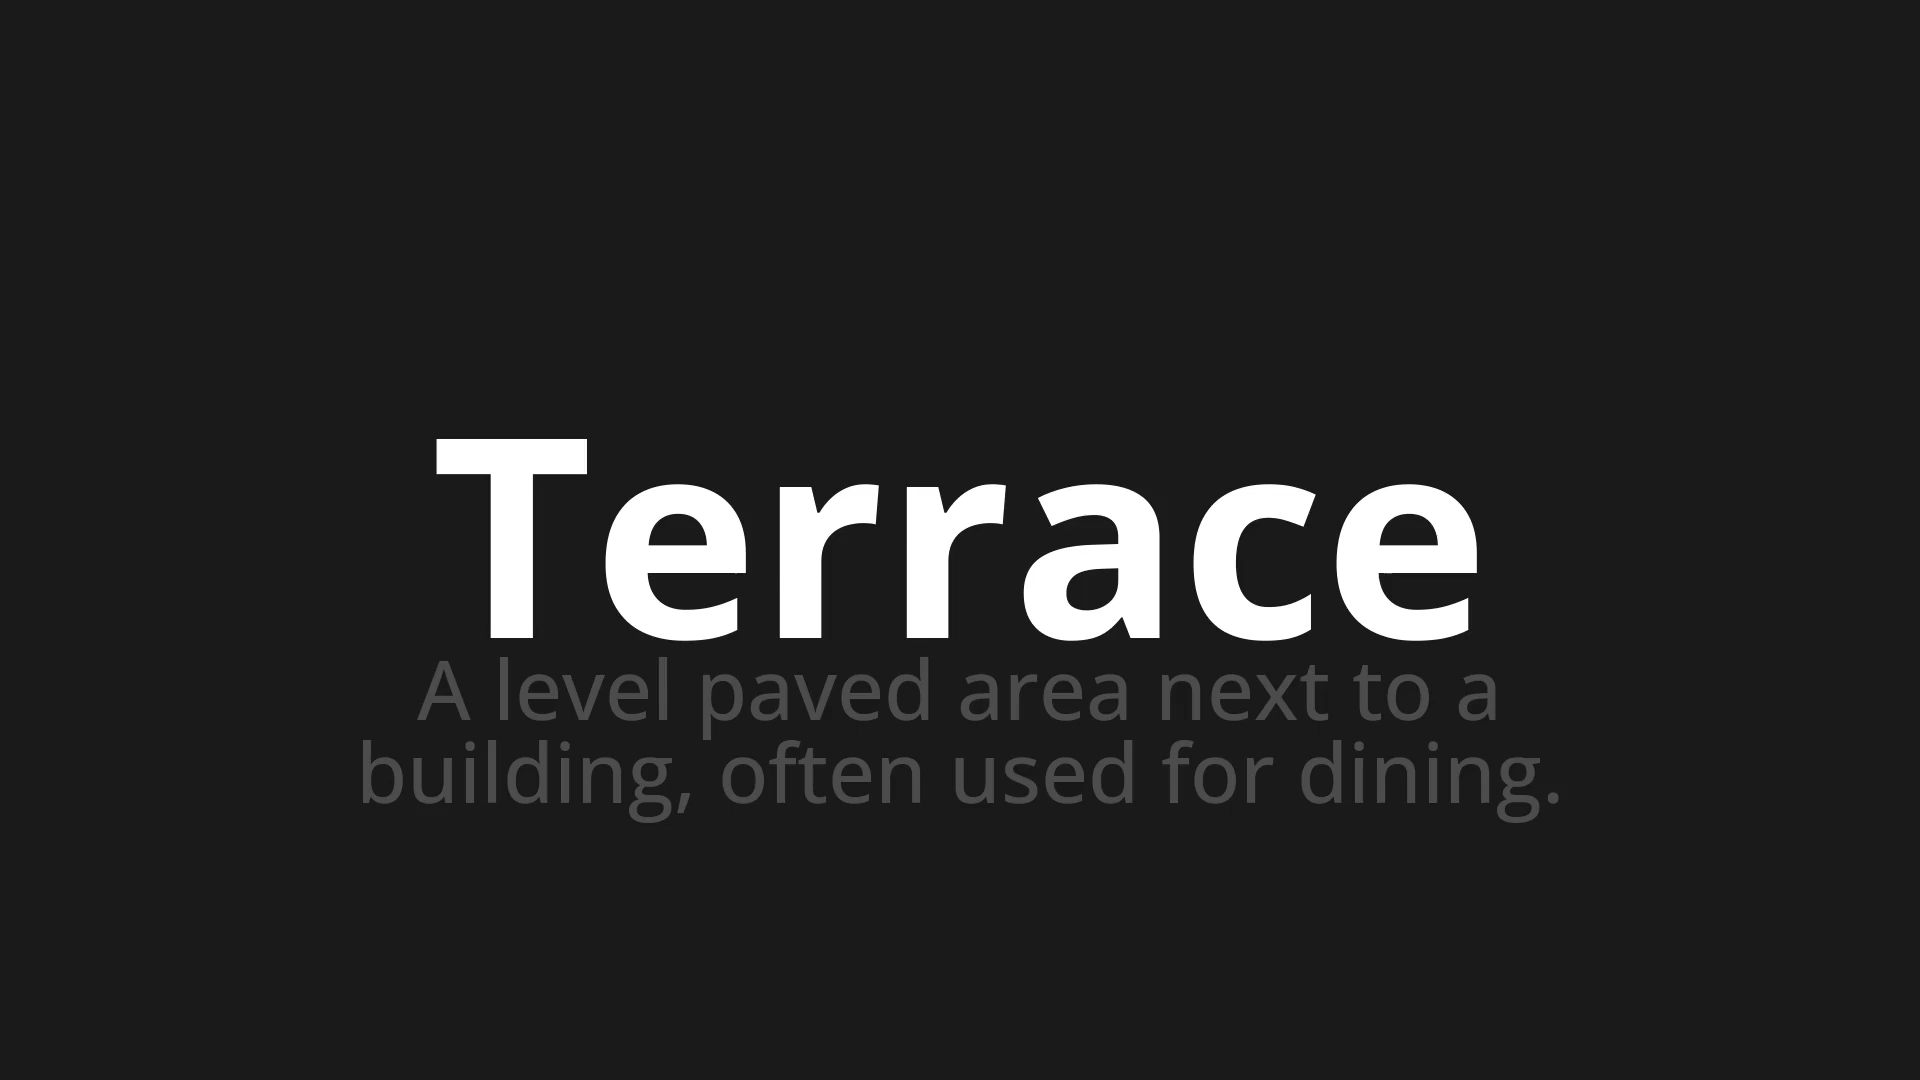 Terrace
A level paved area next to a
building, often used for dining.